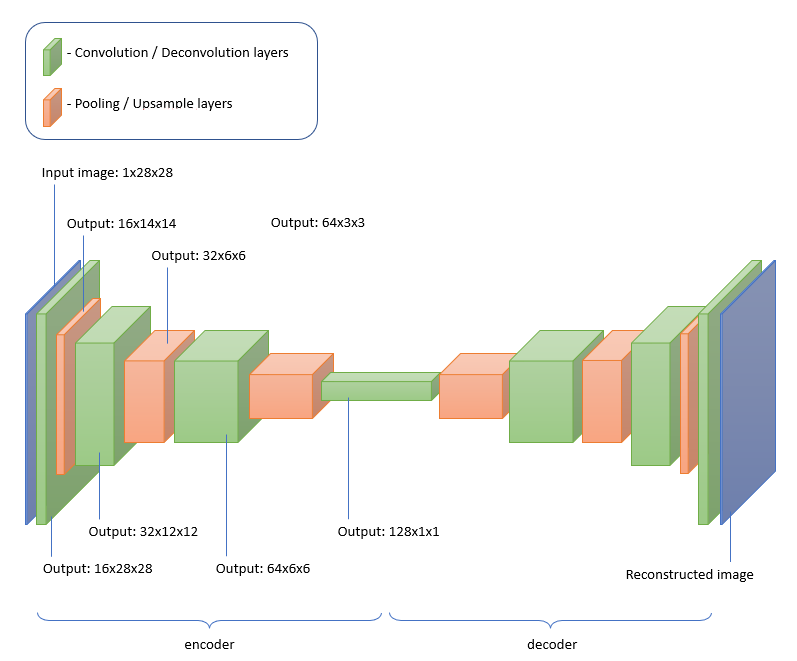 - Convolution / Deconvolution layers
- Pooling / Upsample layers
Input image: 1x28x28
Output: 16x14x14
Output: 64x3x3
Output: 32x6x6
Output: 32x12x12
Output: 128x1x1
Output: 16x28x28
Output: 64x6x6
Reconstructed image
encoder
decoder